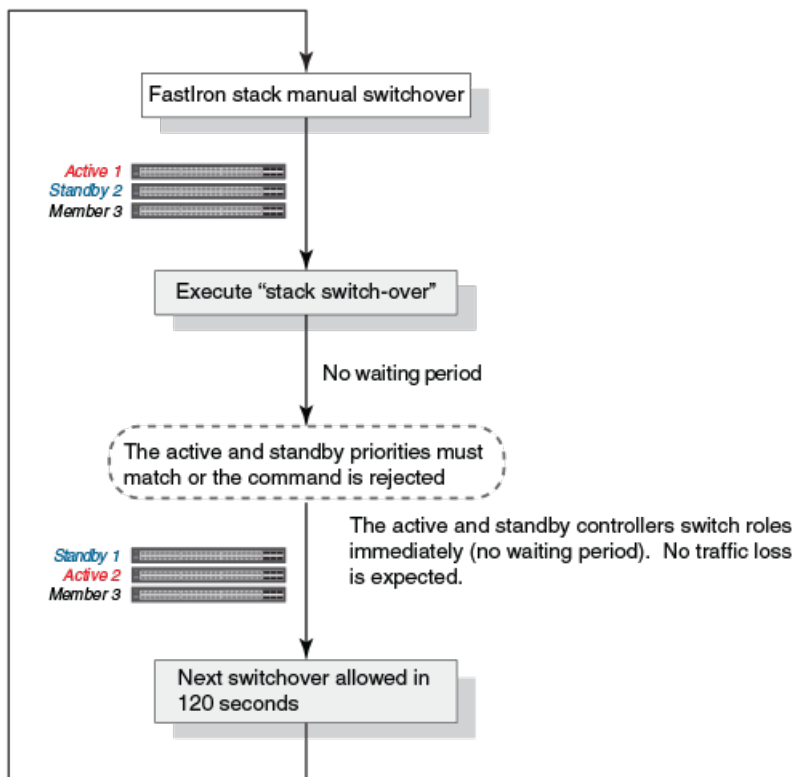 FastIron stack manual switchover
Active 1
Standby 2
Member 3
Execute “stack switch-over”
No waiting period
The active and standby priorities must
match or the command is rejected
The active and standby controllers switch roles
immediately (no waiting period).  No traffic loss
is expected.
Standby 1
Active 2
Member 3
Next switchover allowed in
120 seconds